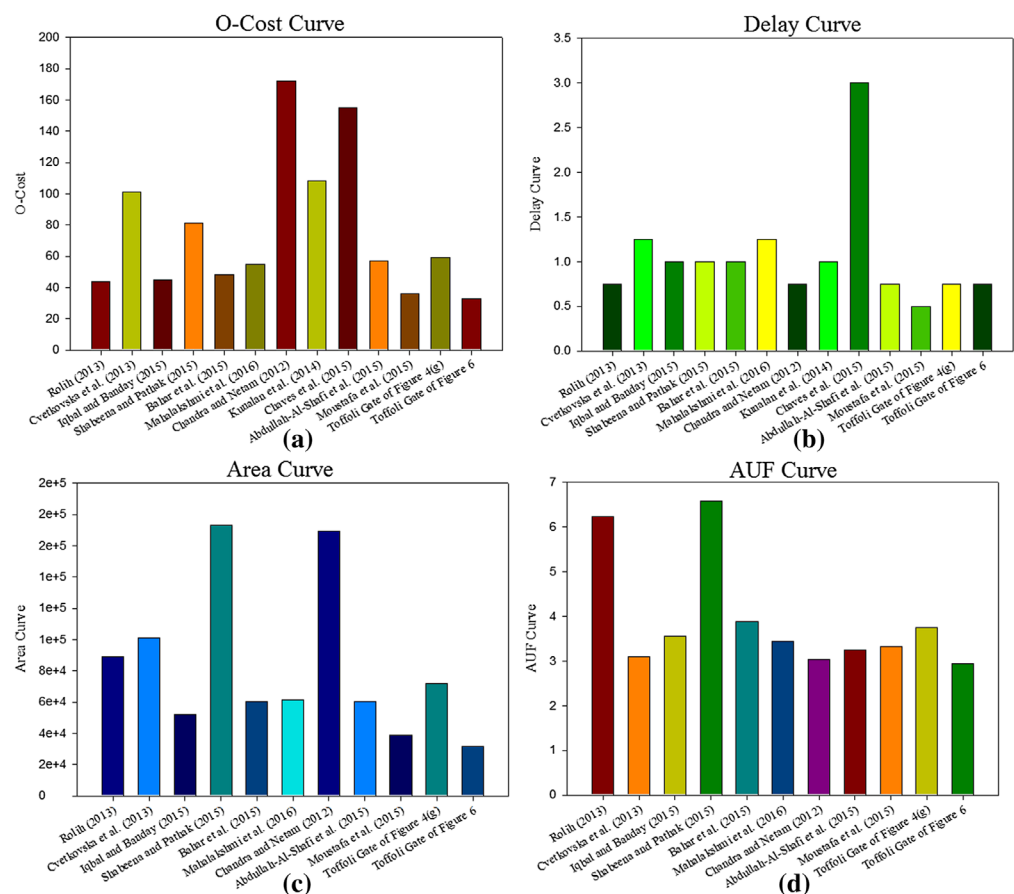 O-Cost Curve
200
180
160
140
120
100
80
60
40
20
0
O-Cost
Rolih (2013)
Cvetkovska et al. (2013)
Iqbal and Banday (2015)
Shabeena and Pathak (2015)
Bahar et al. (2015)
Mahalakshmi et al. (2016)
Chandra and Netam (2012)
Kunalan et al. (2014)
Chaves et al. (2015)
Abdullah-Al-Shafi et al. (2015)
Moustafa et al. (2015)
Toffoli Gate of Figure 4(g)
Toffoli Gate of Figure 6
(a)
Delay Curve
3.5
3.0
2.5
2.0
1.5
1.0
0.5
0.0
Delay Curve
Rolih (2013)
Cvetkovska et al. (2013)
Iqbal and Banday (2015)
Shabeena and Pathak (2015)
Bahar et al. (2015)
Mahalakshmi et al. (2016)
Chandra and Netam (2012)
Kunalan et al. (2014)
Chaves et al. (2015)
Abdullah-Al-Shafi et al. (2015)
Moustafa et al. (2015)
Toffoli Gate of Figure 4(g)
Toffoli Gate of Figure 6
(b)
Area Curve
2e+5
2e+5
2e+5
1e+5
1e+5
1e+5
8e+4
6e+4
4e+4
2e+4
0
Area Curve
Rolih (2013)
Cvetkovska et al. (2013)
Iqbal and Banday (2015)
Shabeena and Pathak (2015)
Bahar et al. (2015)
Mahalakshmi et al. (2016)
Chandra and Netam (2012)
Abdullah-Al-Shafi et al. (2015)
Moustafa et al. (2015)
Toffoli Gate of Figure 4(g)
Toffoli Gate of Figure 6
(c)
AUF Curve
7
6
5
4
3
2
1
0
AUF Curve
Rolih (2013)
Cvetkovska et al. (2013)
Iqbal and Banday (2015)
Shabeena and Pathak (2015)
Bahar et al. (2015)
Mahalakshmi et al. (2016)
Chandra and Netam (2012)
Abdullah-Al-Shafi et al. (2015)
Moustafa et al. (2015)
Toffoli Gate of Figure 4(g)
Toffoli Gate of Figure 6
(d)